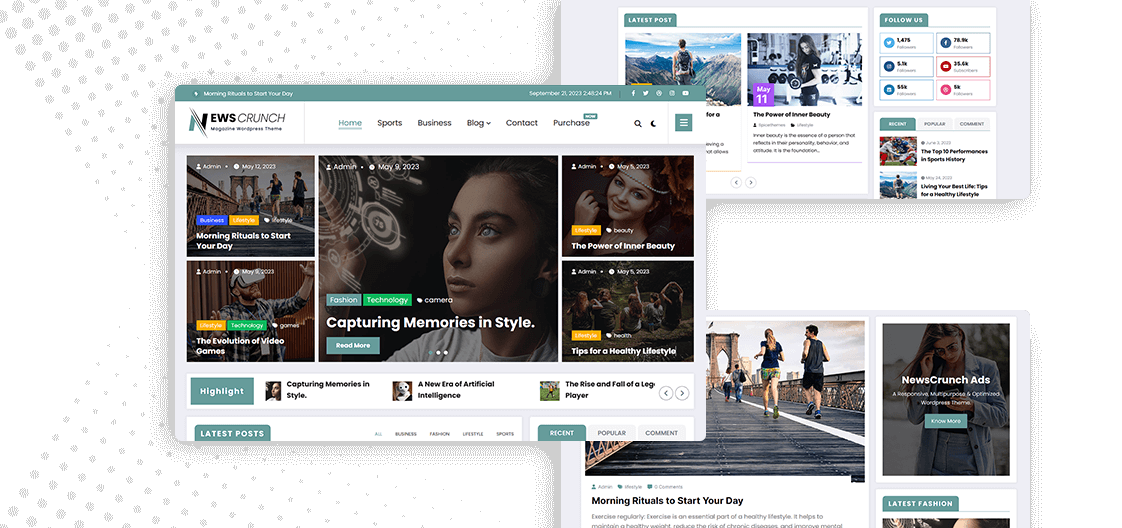 Morning Rituals to Start Your Day
September 21, 2023 2:48:24 PM
NEWSCRUNCH
Magazine Wordpress Theme
Home
Sports
Business
Blog
Contact
Purchase
NOW
Admin
May 12, 2023
Business
Lifestyle
lifestyle
Morning Rituals to Start
Your Day
Admin
May 9, 2023
Lifestyle
Technology
games
The Evolution of Video
Games
Admin
May 9, 2023
Fashion
Technology
camera
Capturing Memories in Style.
Read More
Admin
May 5, 2023
Lifestyle
beauty
The Power of Inner Beauty
Admin
May 5, 2023
Lifestyle
health
Tips for a Healthy Lifestyle
Highlight
Capturing Memories in
Style.
A New Era of Artificial
Intelligence
The Rise and Fall of a Leg
Player
LATEST POSTS
ALL
BUSINESS
FASHION
LIFESTYLE
SPORTS
RECENT
POPULAR
COMMENT
LATEST POST
May
11
The Power of Inner Beauty
Spicethemes
Lifestyle
Inner beauty is the essence of a person that
reflects in their personality, behavior, and
attitude. It is the foundation...
for a
eving a
that allows
FOLLOW US
1,475
Followers
78.9k
Followers
5.1k
Followers
35.6k
Subscribers
55k
Followers
5k
Followers
RECENT
POPULAR
COMMENT
June 3, 2023
The Top 10 Performances
in Sports History
May 24, 2023
Living Your Best Life: Tips
for a Healthy Lifestyle
Admin
lifestyle
0 Comments
Morning Rituals to Start Your Day
Exercise regularly: Exercise is an essential part of a healthy lifestyle. It helps to
maintain a healthy weight, reduce the risk of chronic diseases, and improve mental
NewsCrunch Ads
A Responsive, Multipurpose & Optimized
Wordpress Theme.
Know More
LATEST FASHION